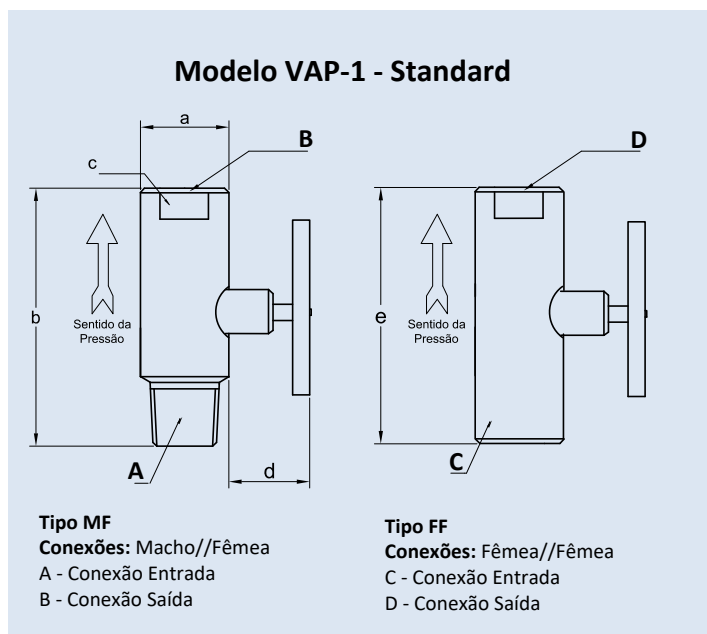 Modelo VAP-1 - Standard
a
B
c
b
Sentido da
Pressão
A
d
D
e
Sentido da
Pressão
C
Tipo MF
Conexões: Macho//Fêmea
A - Conexão Entrada
B - Conexão Saída
Tipo FF
Conexões: Fêmea//Fêmea
C - Conexão Entrada
D - Conexão Saída